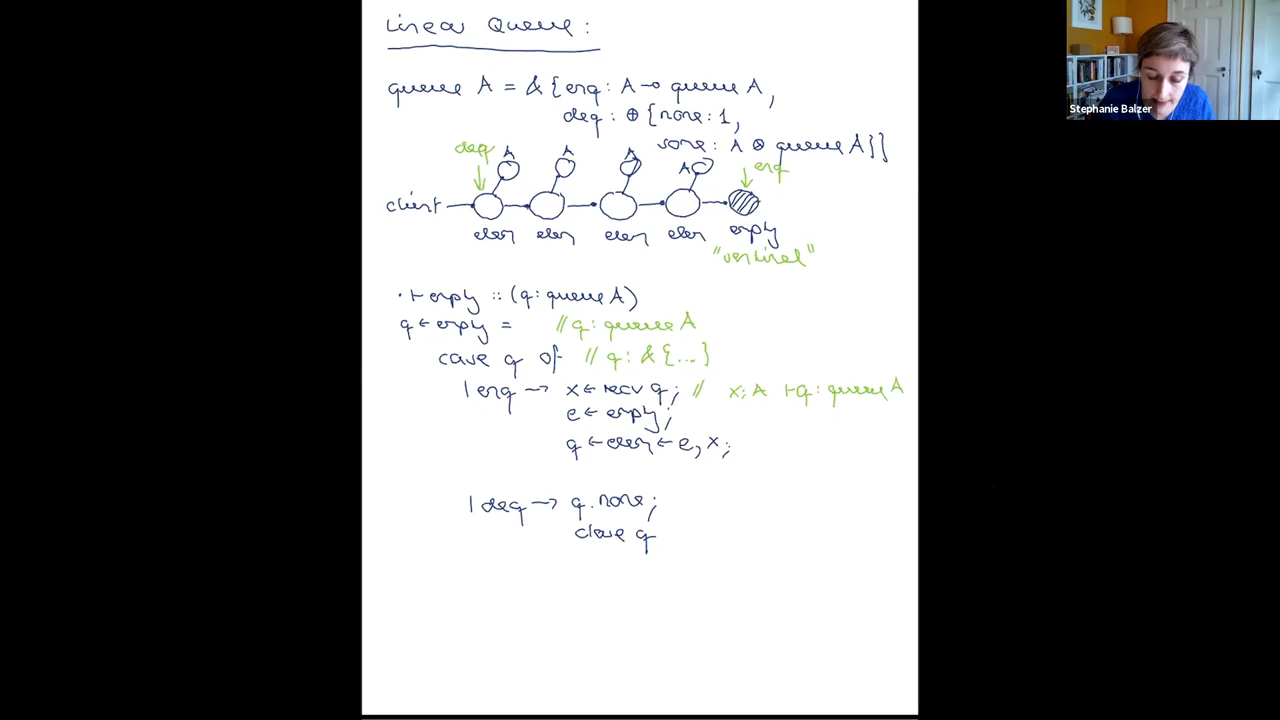 Linear Queue :
queue A = & { enq : A ⊸ queue A ,
deq : ⊕ { none : 1 ,
some : A ⊗ queue A } }
deq A A A A enq
client
elem elem elem elem empty
"sentinel"
· ⊢ empty :: (q : queue A)
q ← empty = // q : queue A
case q of // q : & {...}
| enq → x ← recv q ; // x : A ⊢ q : queue A
e ← empty ;
q ← elem ← e, x ;
| deq → q . none ;
close q
Stephanie Balzer